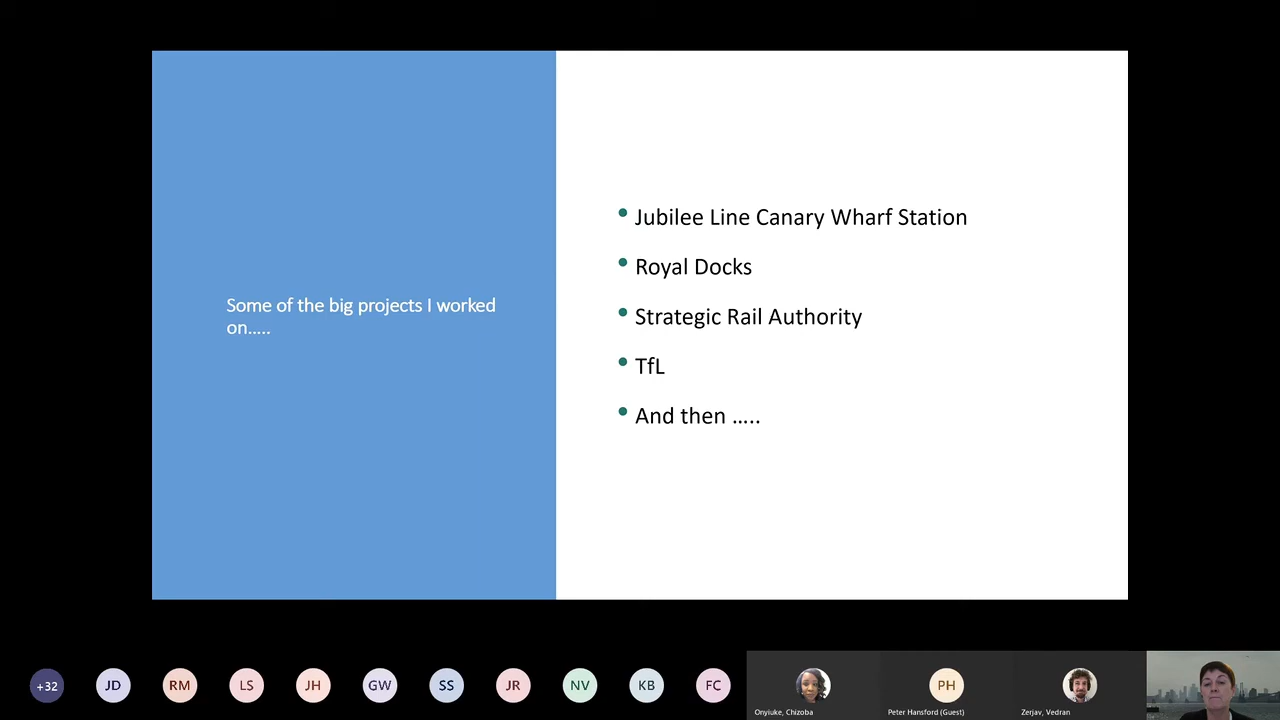 Some of the big projects I worked
on.....
• Jubilee Line Canary Wharf Station
• Royal Docks
• Strategic Rail Authority
• TfL
• And then .....
+32
JD
RM
LS
JH
GW
SS
JR
NV
KB
FC
Onyiuke, Chizoba
PH
Peter Hansford (Guest)
Zerjav, Vedran